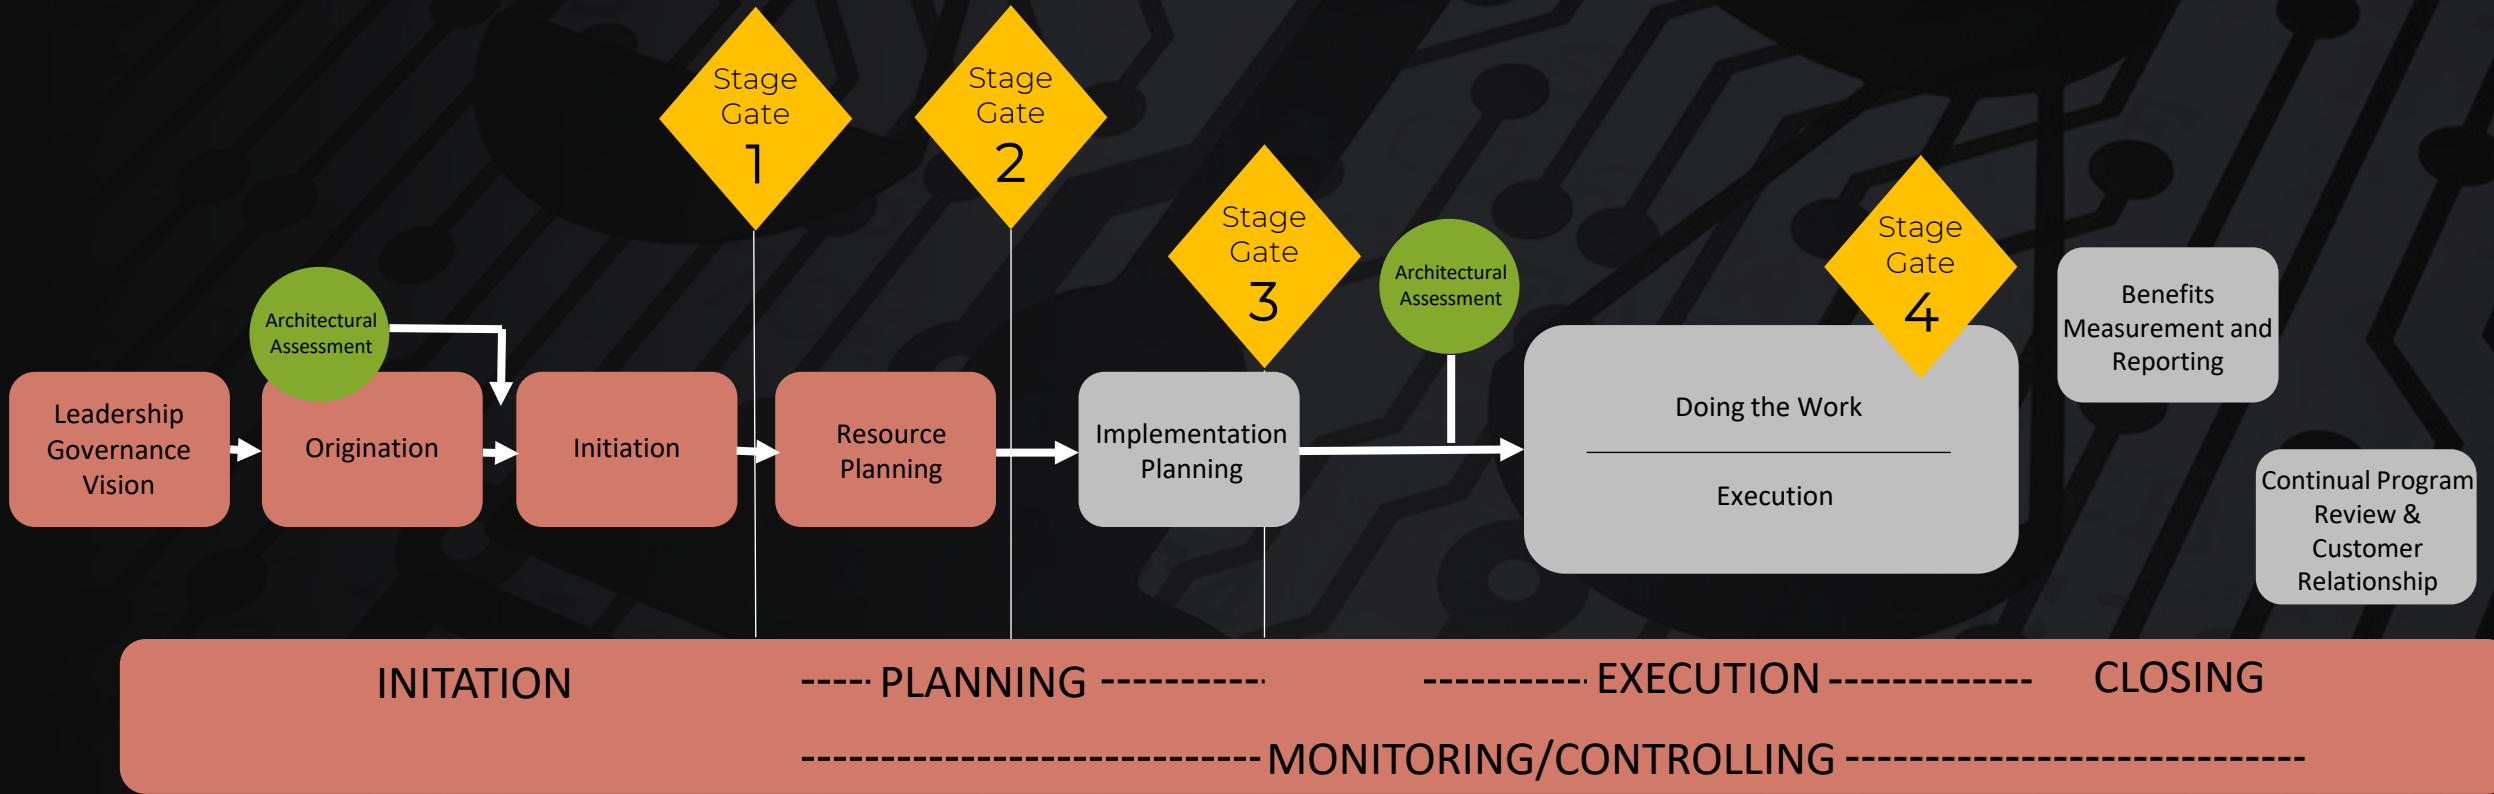 Stage
Gate
1
Stage
Gate
2
Stage
Gate
3
Stage
Gate
4
Architectural
Assessment
Architectural
Assessment
Leadership
Governance
Vision
Origination
Initiation
Resource
Planning
Implementation
Planning
Doing the Work
Execution
Benefits
Measurement and
Reporting
Continual Program
Review &
Customer
Relationship
INITATION
----- PLANNING -----------
----------- EXECUTION -------------
CLOSING
----------------------------- MONITORING/CONTROLLING -----------------------------